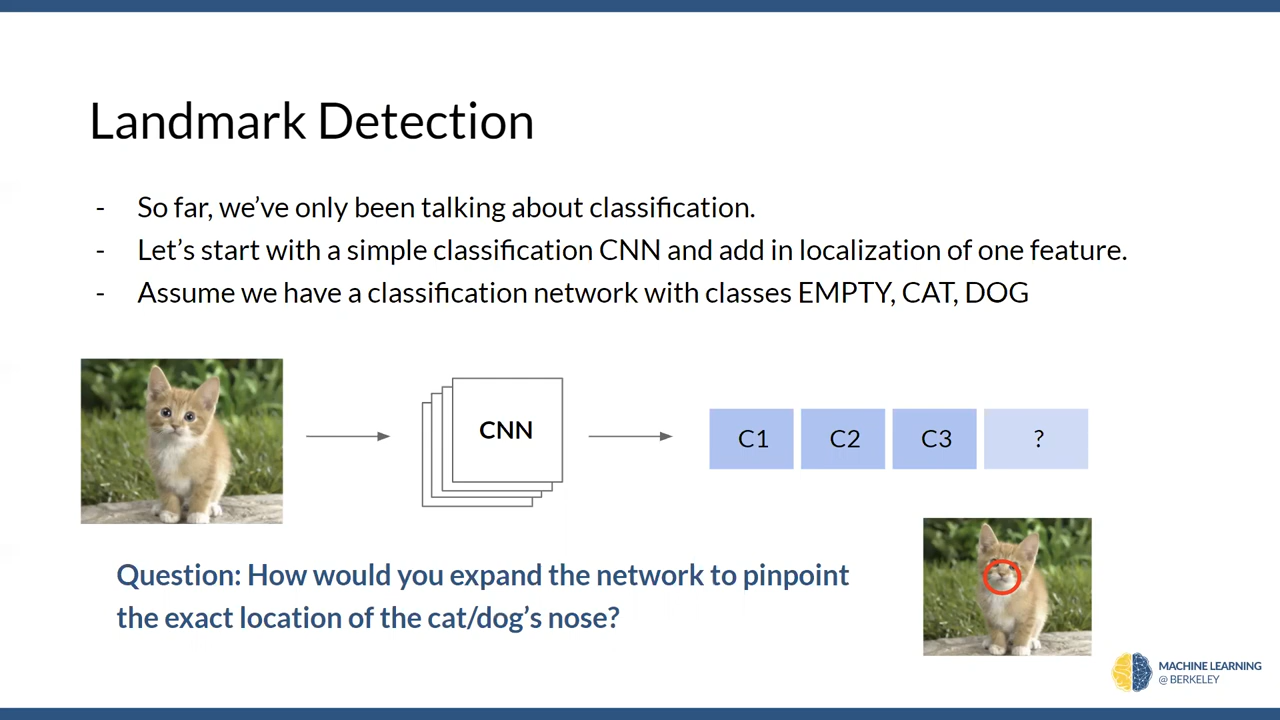 Landmark Detection
- So far, we’ve only been talking about classification.
- Let’s start with a simple classification CNN and add in localization of one feature.
- Assume we have a classification network with classes EMPTY, CAT, DOG
CNN
C1 C2 C3 ?
Question: How would you expand the network to pinpoint
the exact location of the cat/dog’s nose?
MACHINE LEARNING
@ BERKELEY